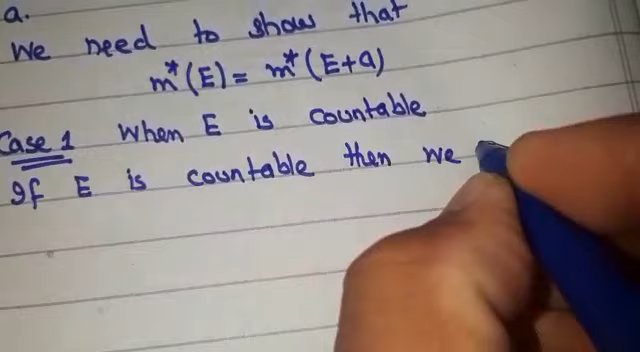 a.
We need to show that
m*(E) = m*(E+a)
Case 1 When E is countable
If E is countable then we